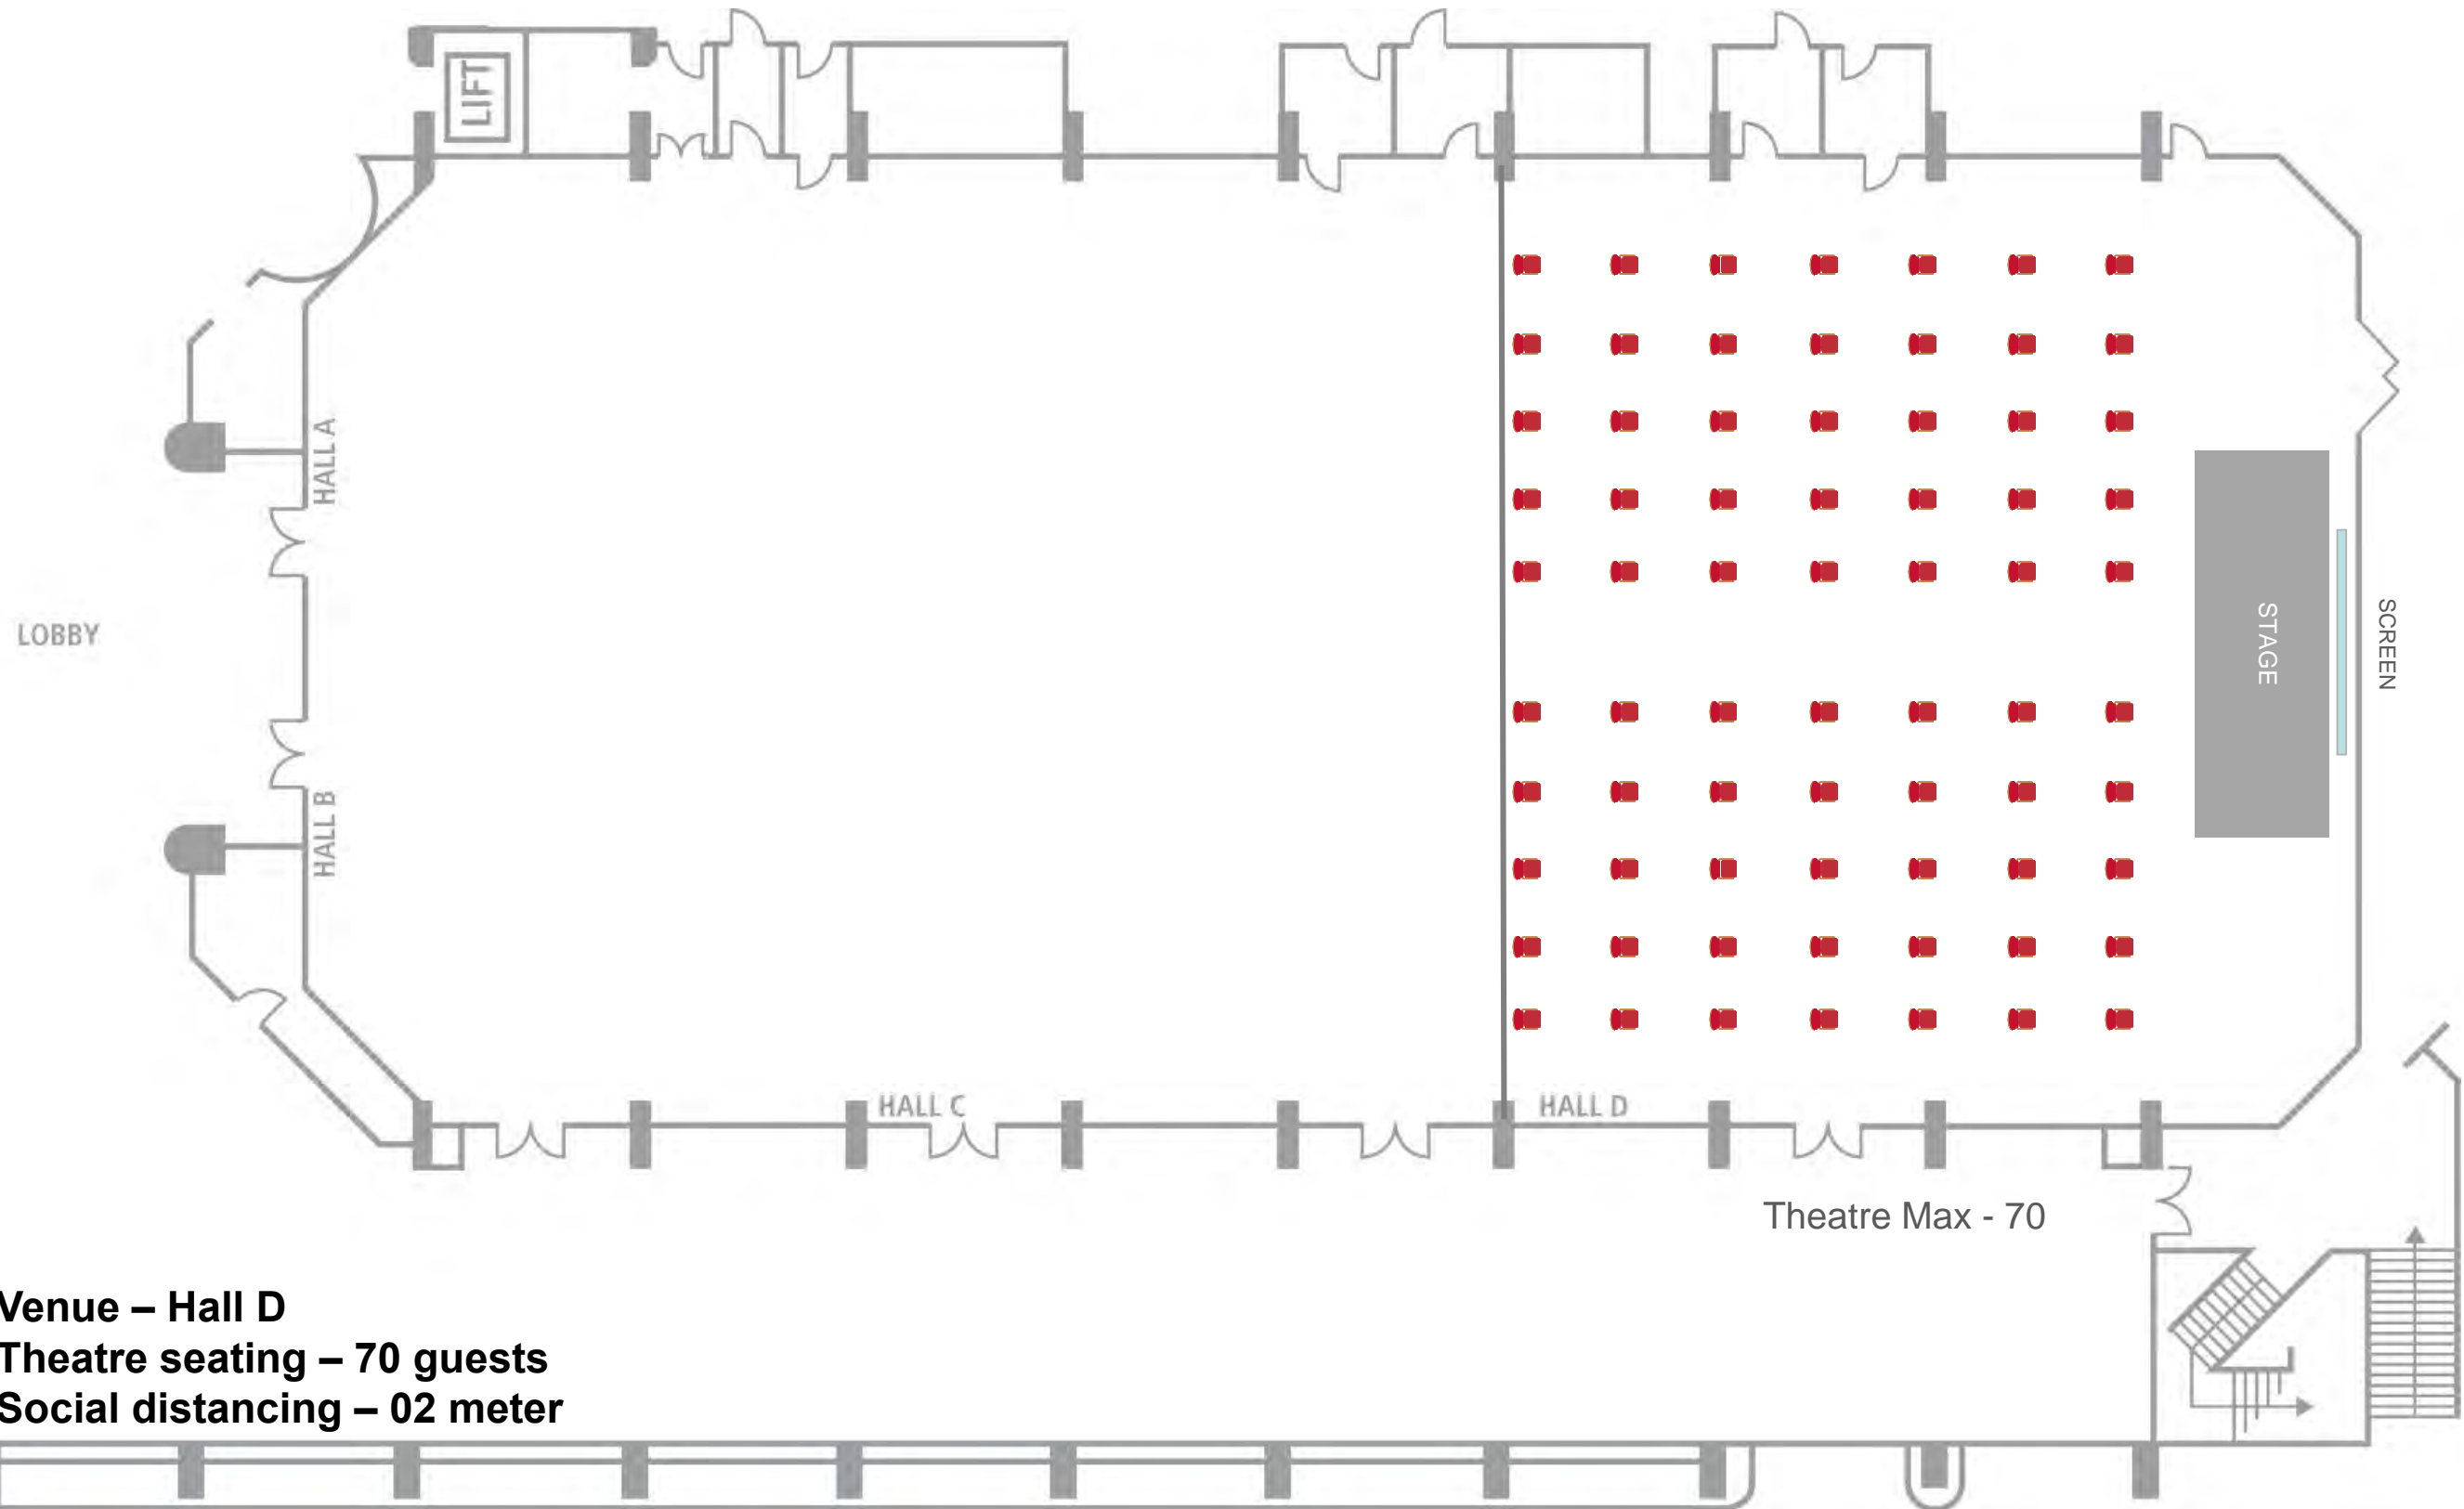 LIFT
HALL A
LOBBY
STAGE
SCREEN
HALL B
HALL C
HALL D
Theatre Max - 70
Venue – Hall D
Theatre seating – 70 guests
Social distancing – 02 meter